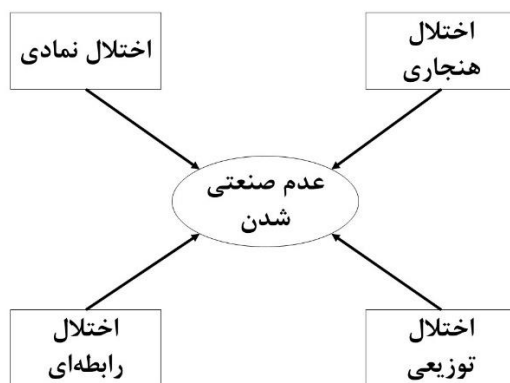 اختلال
هنجاری
اختلال نمادی
عدم صنعتی
شدن
اختلال
توزیعی
اختلال
رابطه‌ای